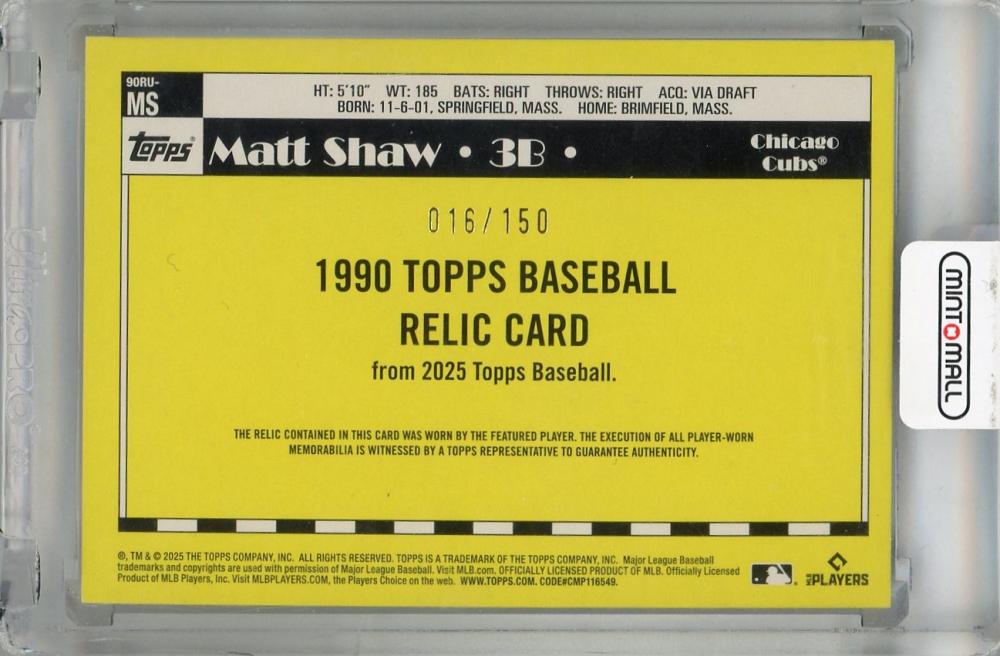 90RU-
MS
HT: 5'10" WT: 185 BATS: RIGHT THROWS: RIGHT ACQ: VIA DRAFT
BORN: 11-6-01, SPRINGFIELD, MASS. HOME: BRIMFIELD, MASS.
Topps Matt Shaw • 3B • Chicago
Cubs®
016/150
1990 TOPPS BASEBALL
RELIC CARD
from 2025 Topps Baseball.
THE RELIC CONTAINED IN THIS CARD WAS WORN BY THE FEATURED PLAYER. THE EXECUTION OF ALL PLAYER-WORN
MEMORABILIA IS WITNESSED BY A TOPPS REPRESENTATIVE TO GUARANTEE AUTHENTICITY.
®, TM & © 2025 THE TOPPS COMPANY, INC. ALL RIGHTS RESERVED. TOPPS IS A TRADEMARK OF THE TOPPS COMPANY, INC. Major League Baseball
trademarks and copyrights are used with permission of Major League Baseball. Visit MLB.com. OFFICIALLY LICENSED PRODUCT OF MLB. Officially Licensed
Product of MLB Players, Inc. Visit MLBPLAYERS.COM, the Players Choice on the web. WWW.TOPPS.COM. CODE#CMP116549.
MLB PLAYERS
MINT MALL
Ultra PRO